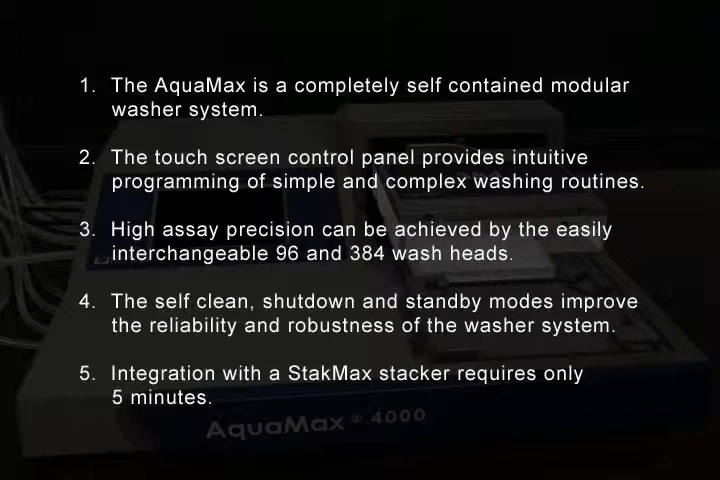 1. The AquaMax is a completely self contained modular
washer system.
2. The touch screen control panel provides intuitive
programming of simple and complex washing routines.
3. High assay precision can be achieved by the easily
interchangeable 96 and 384 wash heads.
4. The self clean, shutdown and standby modes improve
the reliability and robustness of the washer system.
5. Integration with a StakMax stacker requires only
5 minutes.
AquaMax ® 4000